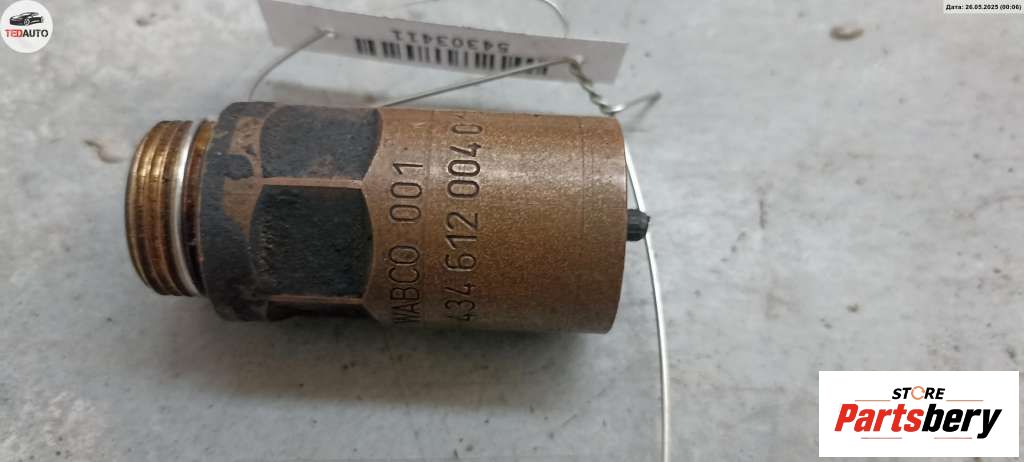 TEDAUTO
Дата: 26.05.2025 (00:06)
54303411
WABCO 001
434 612 004 0
STORE
Partsbery